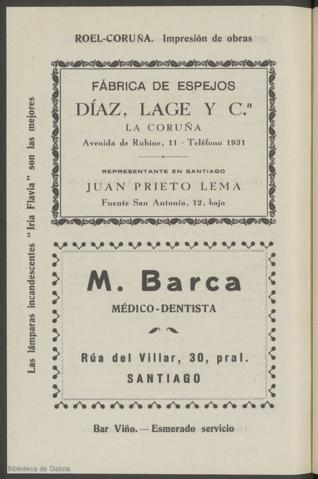 ROEL-CORUÑA. Impresión de obras
FÁBRICA DE ESPEJOS
DÍAZ, LAGE Y C.ª
LA CORUÑA
Avenida de Rubine, 11 - Teléfono 1931
REPRESENTANTE EN SANTIAGO
JUAN PRIETO LEMA
Fuente San Antonio, 12, bajo
Las lámparas incandescentes "Iria Flavia" son las mejores
M. Barca
MÉDICO-DENTISTA
Rúa del Villar, 30, pral.
SANTIAGO
Bar Viño. — Esmerado servicio
Biblioteca de Galicia